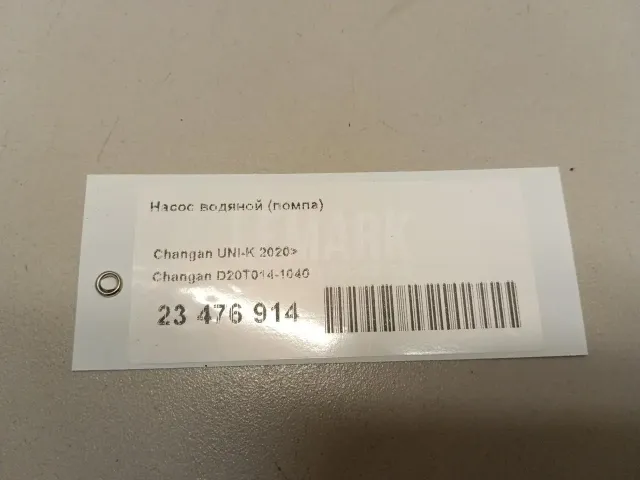 Насос водяной (помпа)
Changan UNI-K 2020>
Changan D20T014-1040
23 476 914